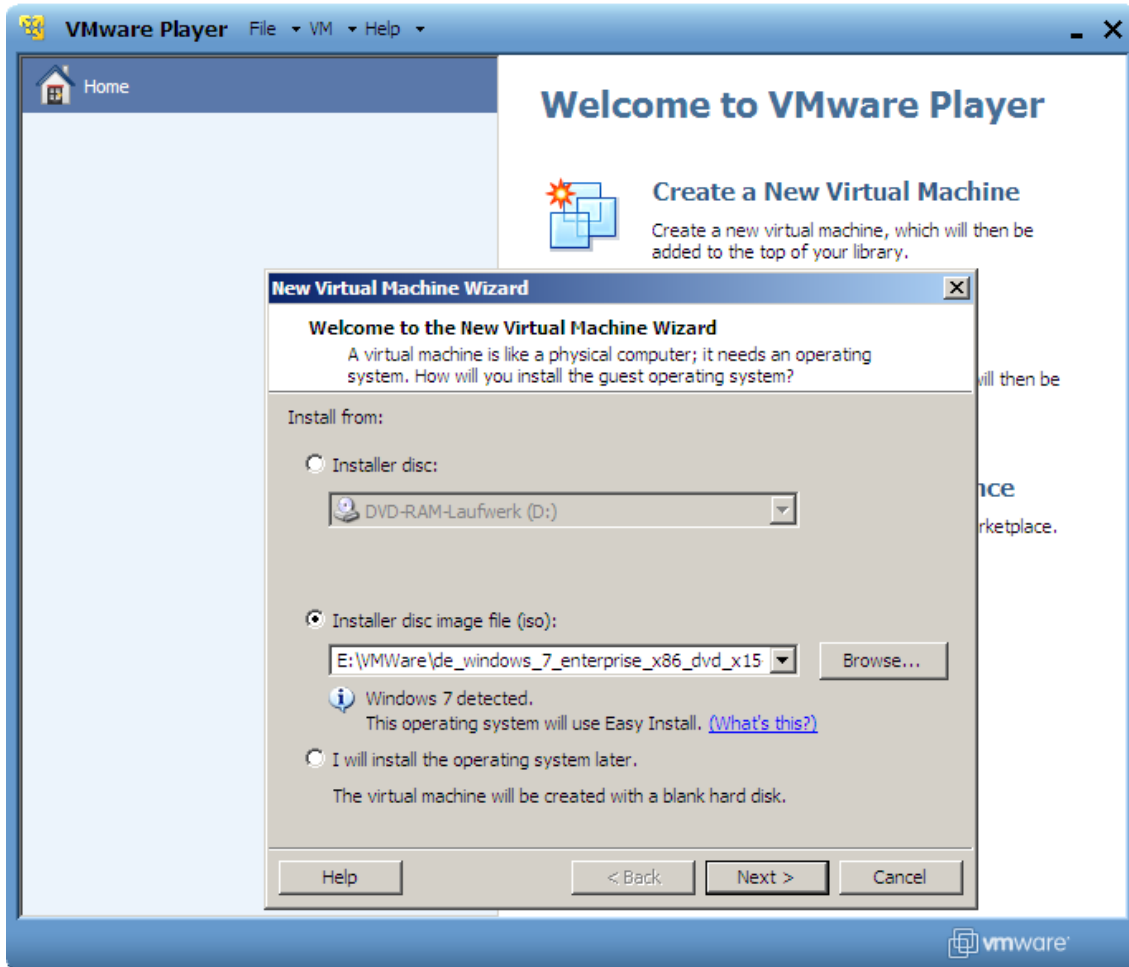 VMware Player File VM Help
Home
Welcome to VMware Player
Create a New Virtual Machine
Create a new virtual machine, which will then be
added to the top of your library.
New Virtual Machine Wizard
Welcome to the New Virtual Machine Wizard
A virtual machine is like a physical computer; it needs an operating
system. How will you install the guest operating system?
will then be
Install from:
Installer disc:
DVD-RAM-Laufwerk (D:)
Installer disc image file (iso):
E:\VMWare\de_windows_7_enterprise_x86_dvd_x15-
Browse...
Windows 7 detected.
This operating system will use Easy Install. (What's this?)
I will install the operating system later.
The virtual machine will be created with a blank hard disk.
Help < Back Next > Cancel
vmware